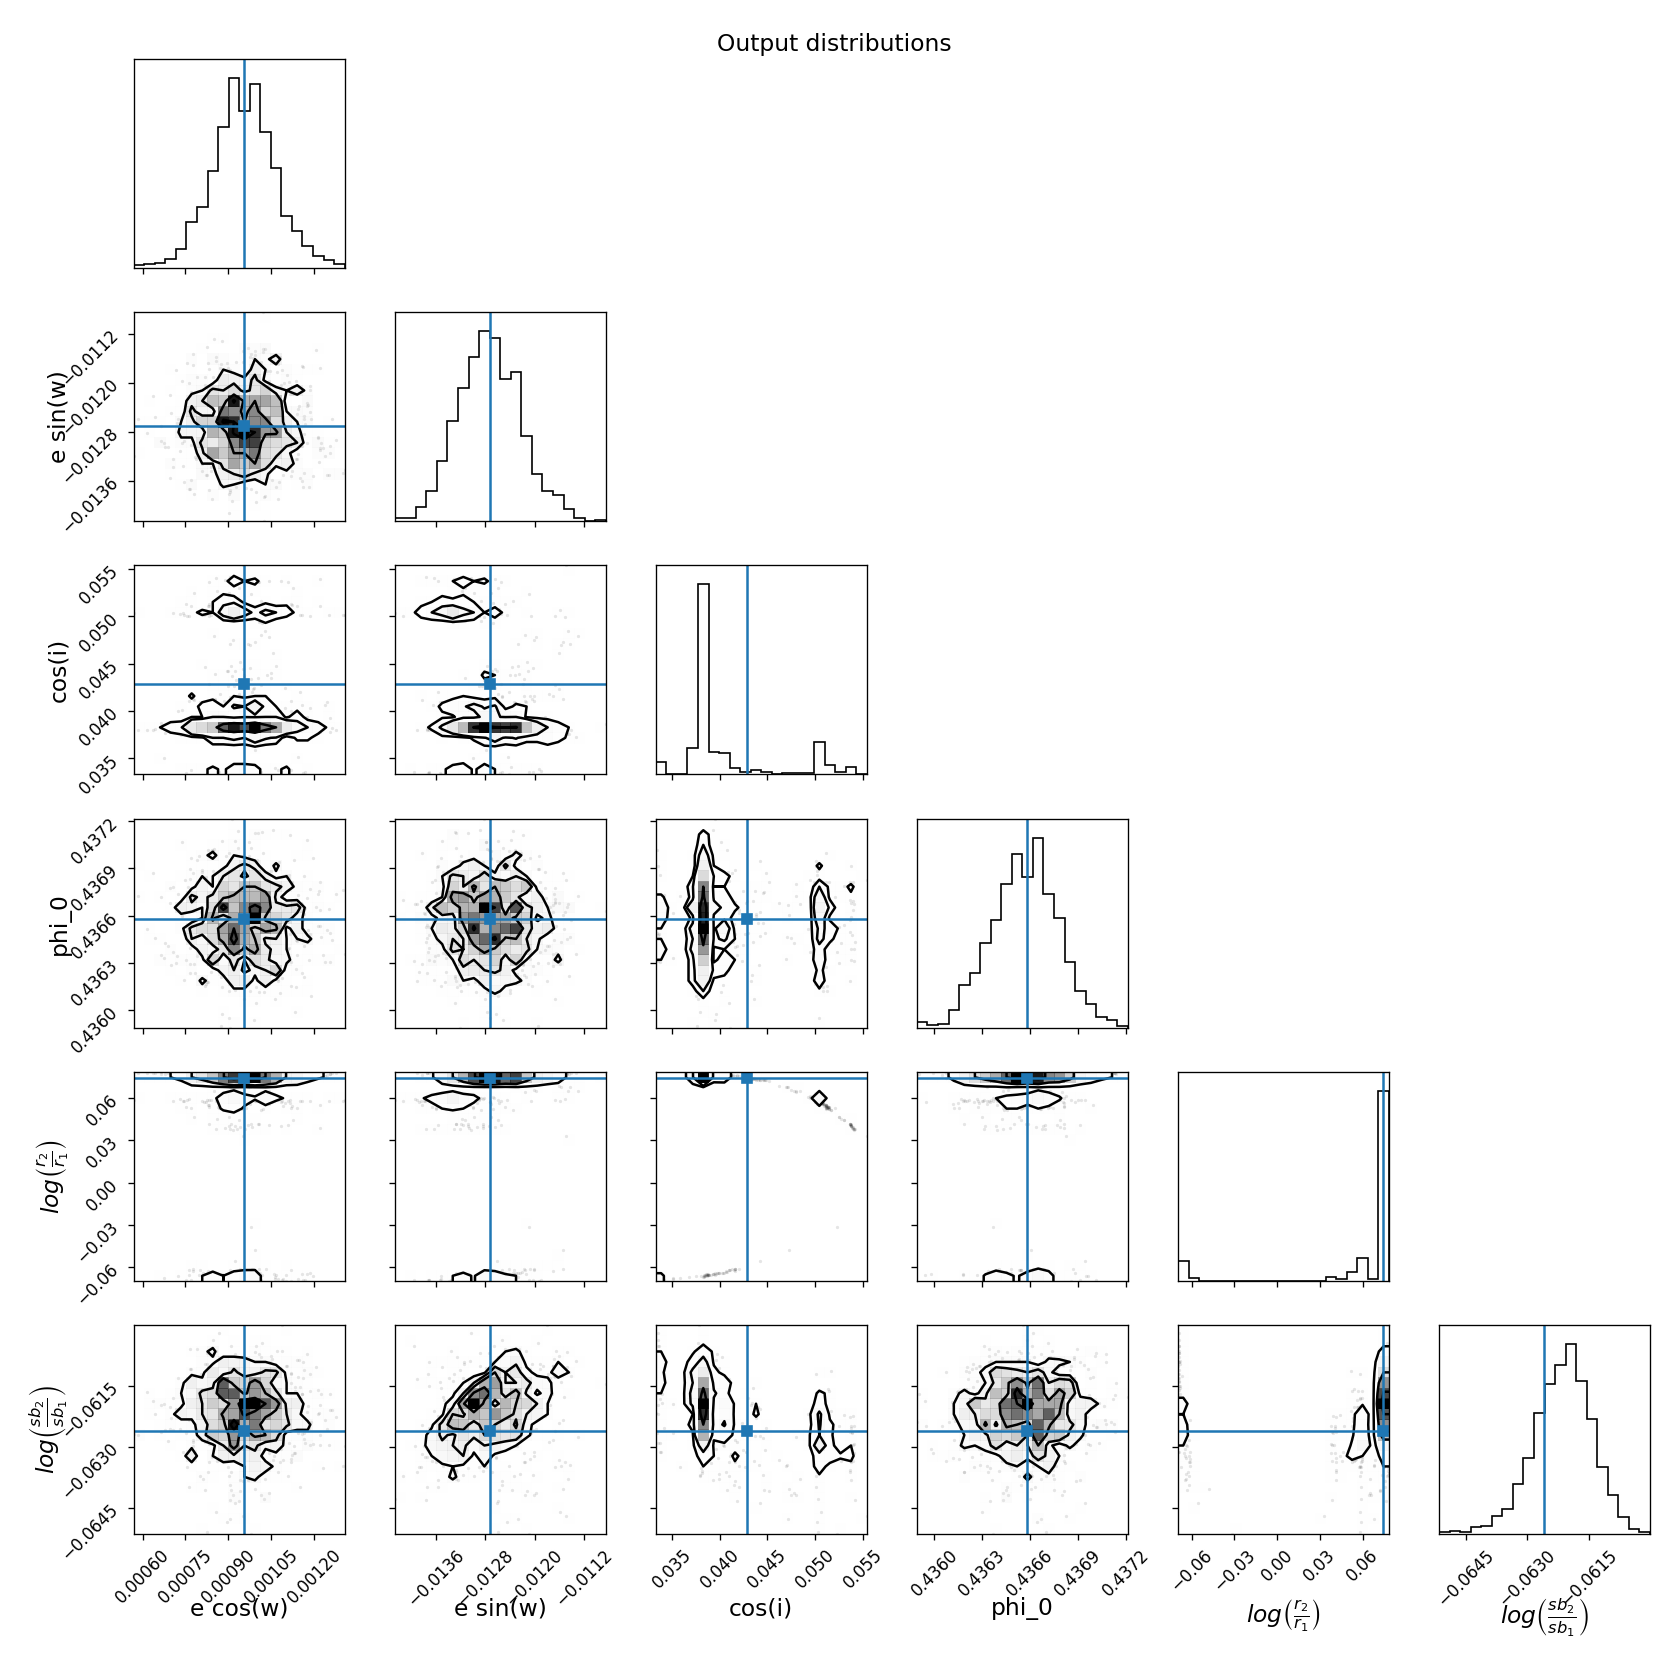 Output distributions
e sin(w)
−0.0112
−0.0120
−0.0128
−0.0136
cos(i)
0.055
0.050
0.045
0.040
0.035
phi_0
0.4372
0.4369
0.4366
0.4363
0.4360
log(r2/r1)
0.06
0.03
0.00
−0.03
−0.06
log(sb2/sb1)
−0.0615
−0.0630
−0.0645
0.00060 0.00075 0.00090 0.00105 0.00120 −0.0136 −0.0128 −0.0120 −0.0112 0.035 0.040 0.045 0.050 0.055 0.4360 0.4363 0.4366 0.4369 0.4372 −0.06 −0.03 0.00 0.03 0.06 −0.0645 −0.0630 −0.0615
e cos(w) e sin(w) cos(i) phi_0 log(r2/r1) log(sb2/sb1)